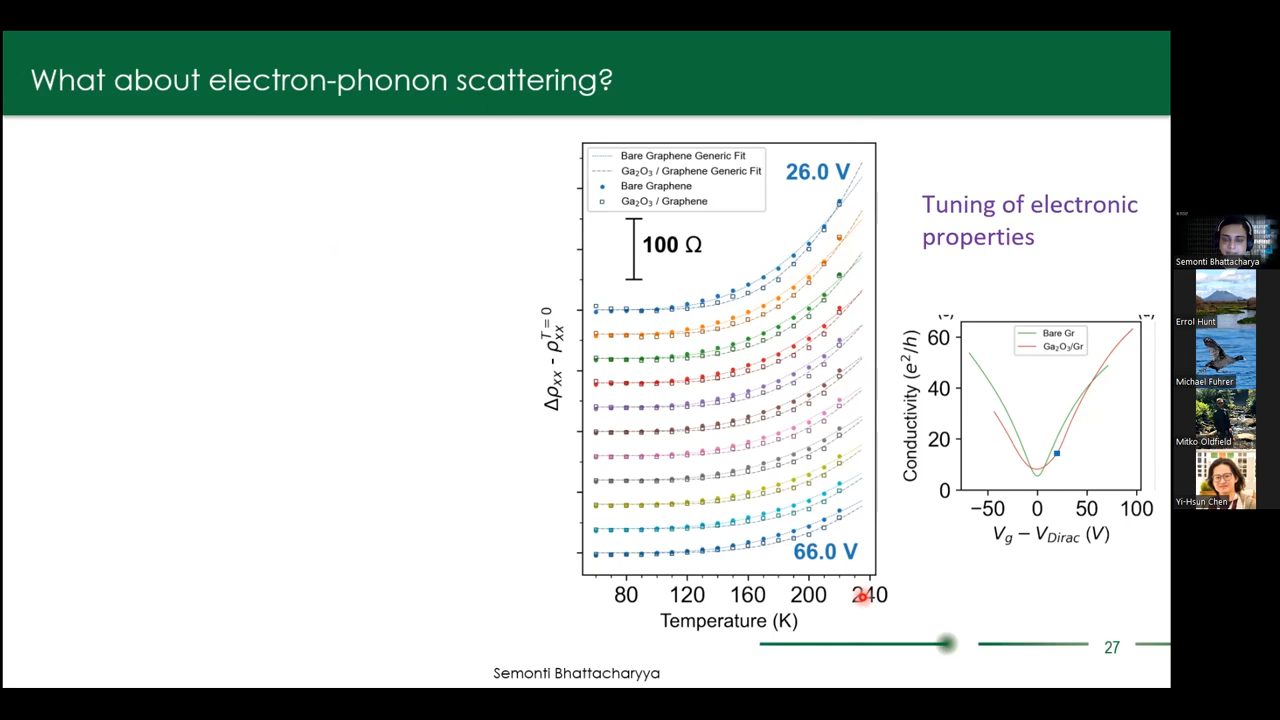 What about electron-phonon scattering?
Bare Graphene Generic Fit
Ga₂O₃ / Graphene Generic Fit
Bare Graphene
Ga₂O₃ / Graphene
26.0 V
100 Ω
66.0 V
Δρxx - ρxx^T=0
80 120 160 200 240
Temperature (K)
Tuning of electronic
properties
Bare Gr
Ga₂O₃/Gr
60
40
20
0
Conductivity (e²/h)
−50 0 50 100
Vg − VDirac (V)
27
Semonti Bhattacharyya
Semonti Bhattacharya
Errol Hunt
Michael Fuhrer
Mitko Oldfield
Yi-Hsun Chen